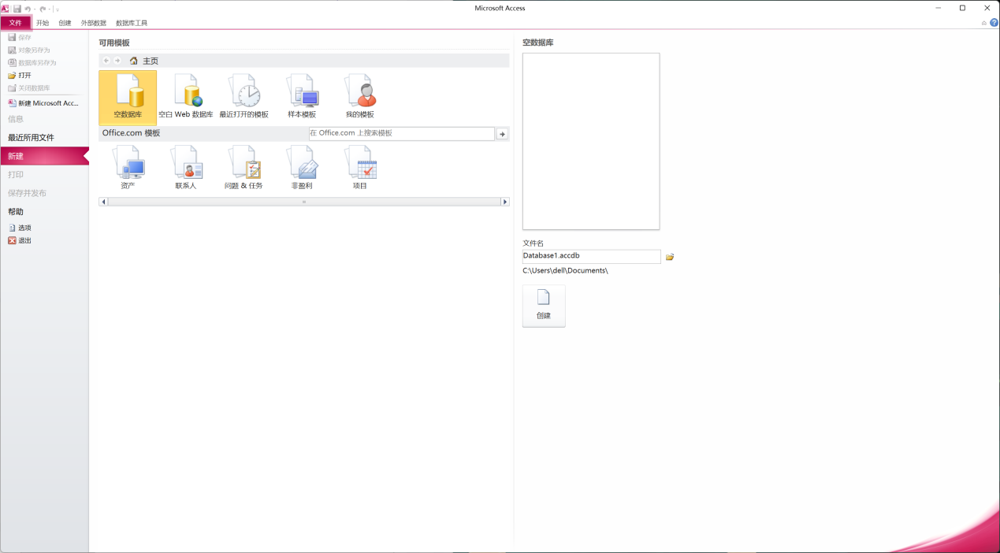 Microsoft Access
文件 开始 创建 外部数据 数据库工具
保存
对象另存为
数据库另存为
打开
关闭数据库
新建 Microsoft Acc...
信息
最近所用文件
新建
打印
保存并发布
帮助
选项
退出
可用模板
主页
空数据库 空白 Web 数据库 最近打开的模板 样本模板 我的模板
Office.com 模板 在 Office.com 上搜索模板
资产 联系人 问题 & 任务 非盈利 项目
空数据库
文件名
Database1.accdb
C:\Users\dell\Documents\
创建